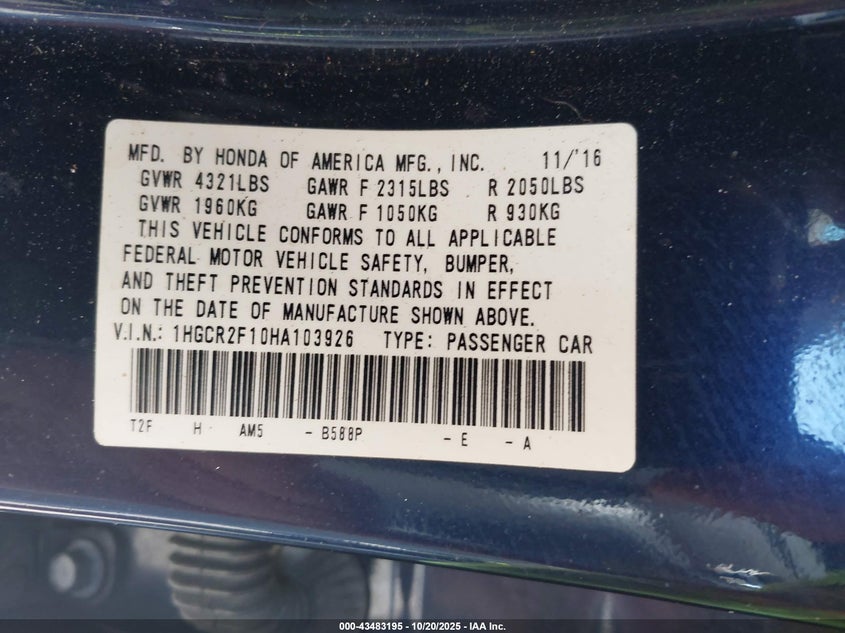 MFD. BY HONDA OF AMERICA MFG., INC. 11/'16
GVWR 4321LBS GAWR F 2315LBS R 2050LBS
GVWR 1960KG GAWR F 1050KG R 930KG
THIS VEHICLE CONFORMS TO ALL APPLICABLE
FEDERAL MOTOR VEHICLE SAFETY, BUMPER,
AND THEFT PREVENTION STANDARDS IN EFFECT
ON THE DATE OF MANUFACTURE SHOWN ABOVE.
V.I.N.: 1HGCR2F10HA103926 TYPE: PASSENGER CAR
T2F H AM5 - B588P - E - A
000-43483195 - 10/20/2025 - IAA Inc.